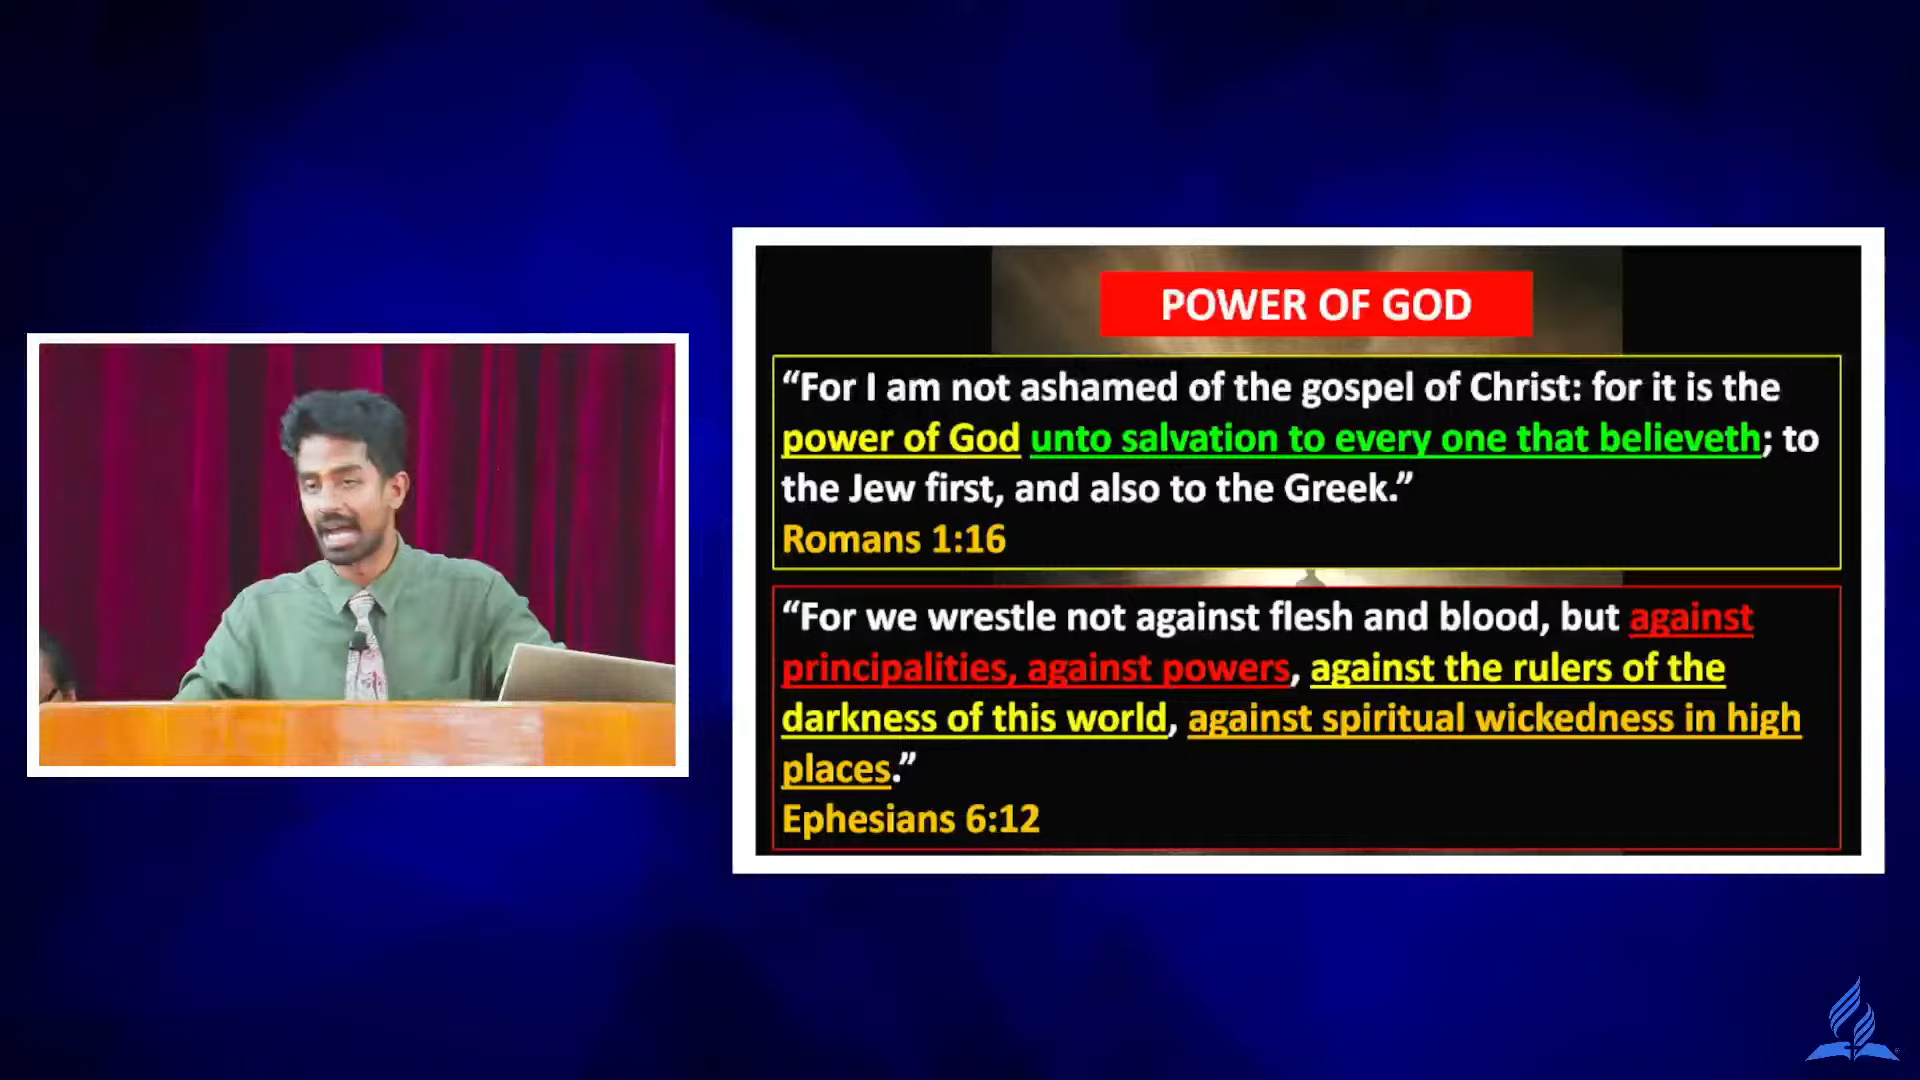 POWER OF GOD
“For I am not ashamed of the gospel of Christ: for it is the
power of God unto salvation to every one that believeth; to
the Jew first, and also to the Greek.”
Romans 1:16
“For we wrestle not against flesh and blood, but against
principalities, against powers, against the rulers of the
darkness of this world, against spiritual wickedness in high
places.”
Ephesians 6:12